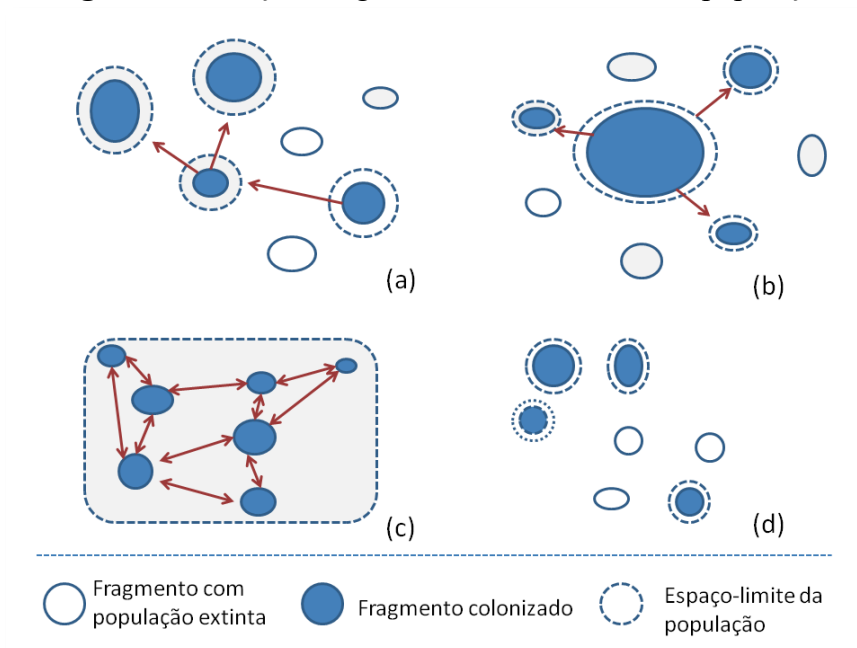 (a)
(b)
(c)
(d)
Fragmento com
população extinta
Fragmento colonizado
Espaço-limite da
população